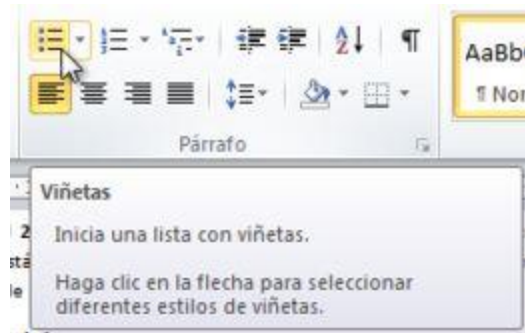 AaBb
¶ Nor
Párrafo
Viñetas
Inicia una lista con viñetas.
Haga clic en la flecha para seleccionar
diferentes estilos de viñetas.